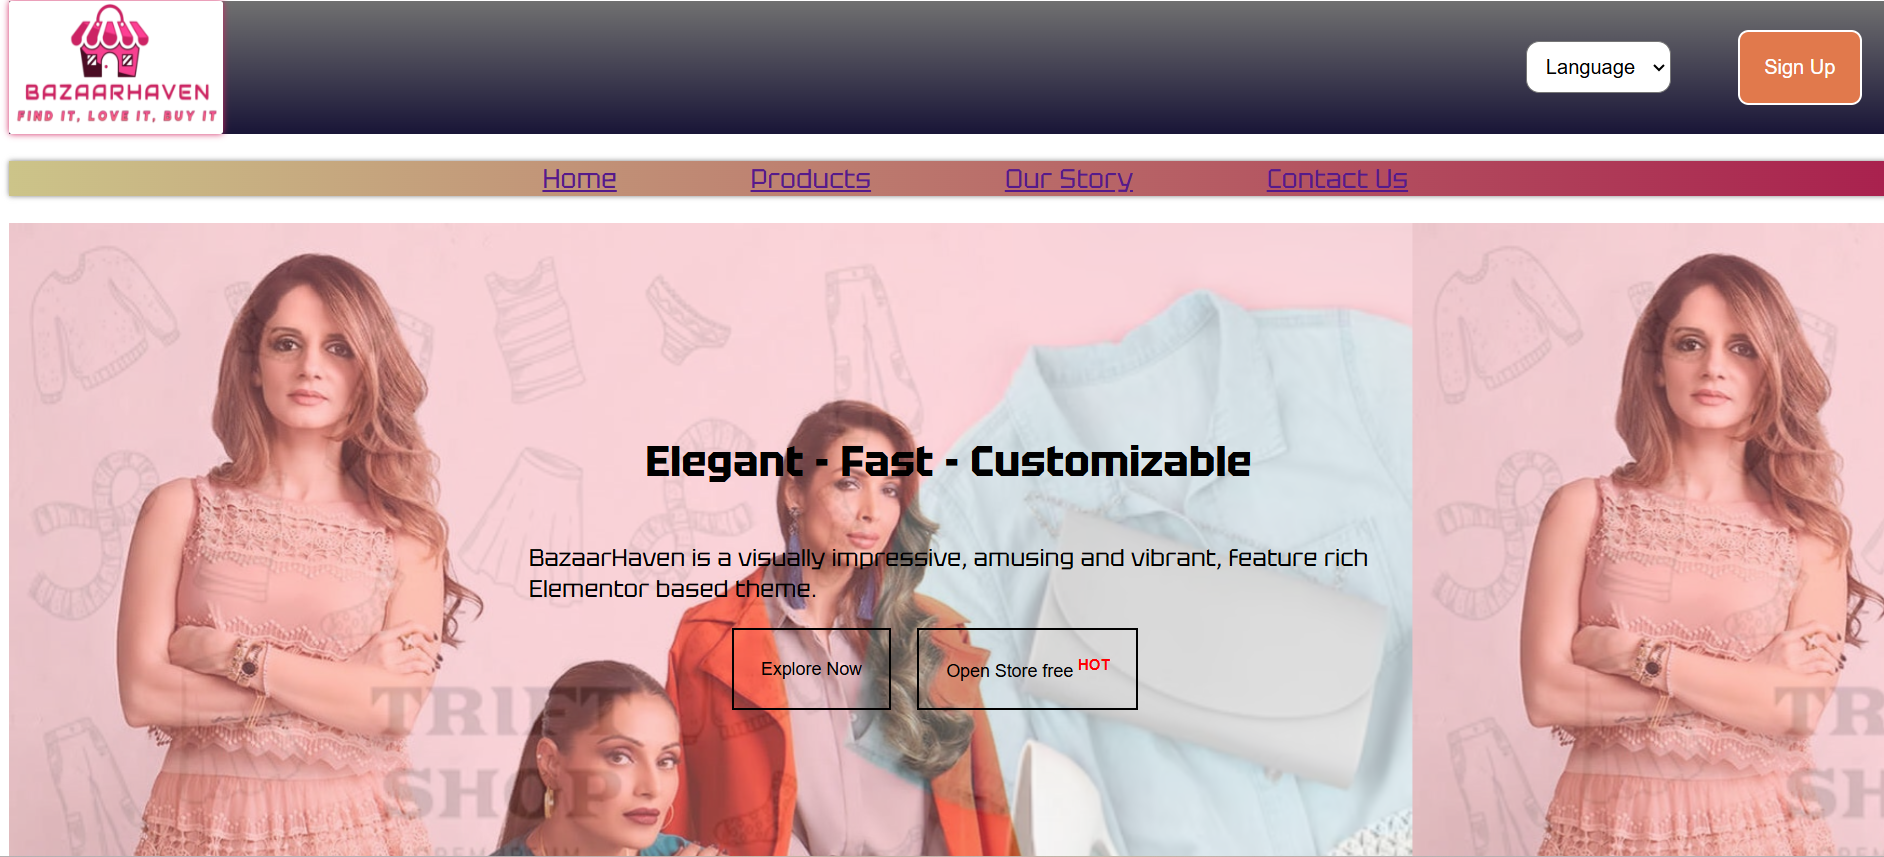 BAZAARHAVEN
FIND IT, LOVE IT, BUY IT
Language
Sign Up
Home
Products
Our Story
Contact Us
Elegant - Fast - Customizable
BazaarHaven is a visually impressive, amusing and vibrant, feature rich
Elementor based theme.
Explore Now
Open Store free HOT
TRIFT
SHOP
TR
SH